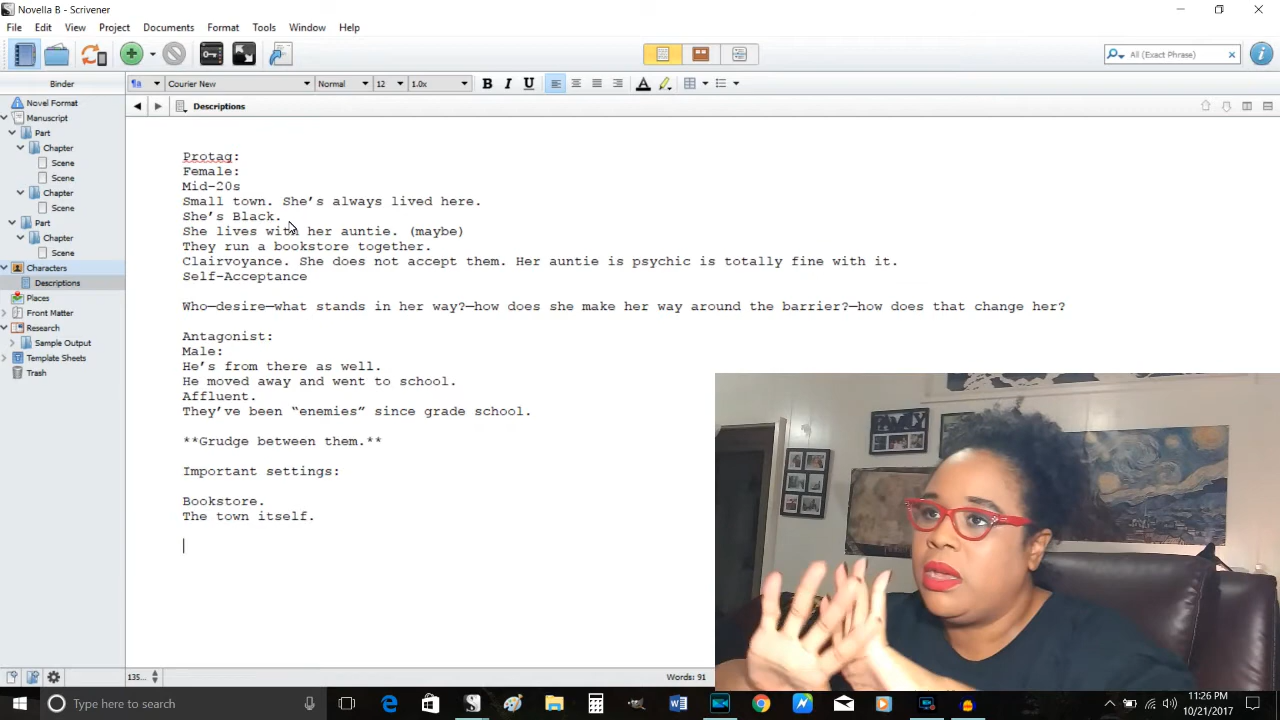 Novella B - Scrivener
File Edit View Project Documents Format Tools Window Help
All (Exact Phrase)
Binder Courier New Normal 12 1.0x B I U A
Descriptions
Novel Format
Manuscript
Part
Chapter
Scene
Scene
Chapter
Scene
Part
Chapter
Scene
Characters
Descriptions
Places
Front Matter
Research
Sample Output
Template Sheets
Trash
Protag:
Female:
Mid-20s
Small town. She's always lived here.
She's Black.
She lives with her auntie. (maybe)
They run a bookstore together.
Clairvoyance. She does not accept them. Her auntie is psychic is totally fine with it.
Self-Acceptance
Who—desire—what stands in her way?—how does she make her way around the barrier?—how does that change her?
Antagonist:
Male:
He's from there as well.
He moved away and went to school.
Affluent.
They've been “enemies” since grade school.
**Grudge between them.**
Important settings:
Bookstore.
The town itself.
135...
Words: 91
Type here to search
11:26 PM
10/21/2017